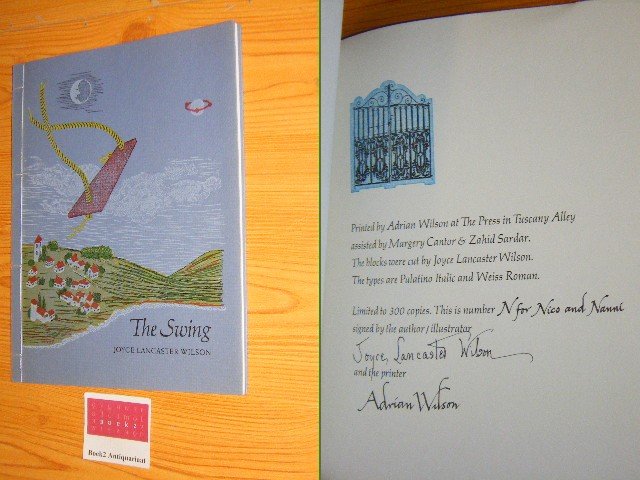 The Swing
JOYCE LANCASTER WILSON
book2
Book2 Antiquariaat
Printed by Adrian Wilson at The Press in Tuscany Alley
assisted by Margery Cantor & Zahid Sardar.
The blocks were cut by Joyce Lancaster Wilson.
The types are Palatino Italic and Weiss Roman.
Limited to 300 copies. This is number N for Nico and Nanni
signed by the author / illustrator
Joyce Lancaster Wilson
and the printer
Adrian Wilson